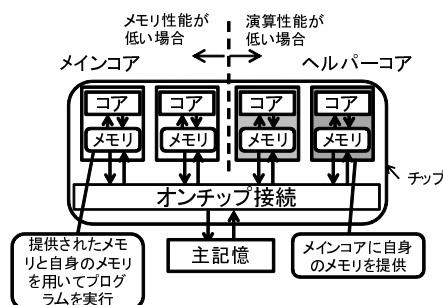 メモリ性能が
低い場合
演算性能が
低い場合
メインコア
ヘルパーコア
コア
コア
コア
コア
メモリ
メモリ
メモリ
メモリ
チップ
オンチップ接続
提供されたメモ
リと自身のメモリ
を用いてプログ
ラムを実行
主記憶
メインコアに自身
のメモリを提供